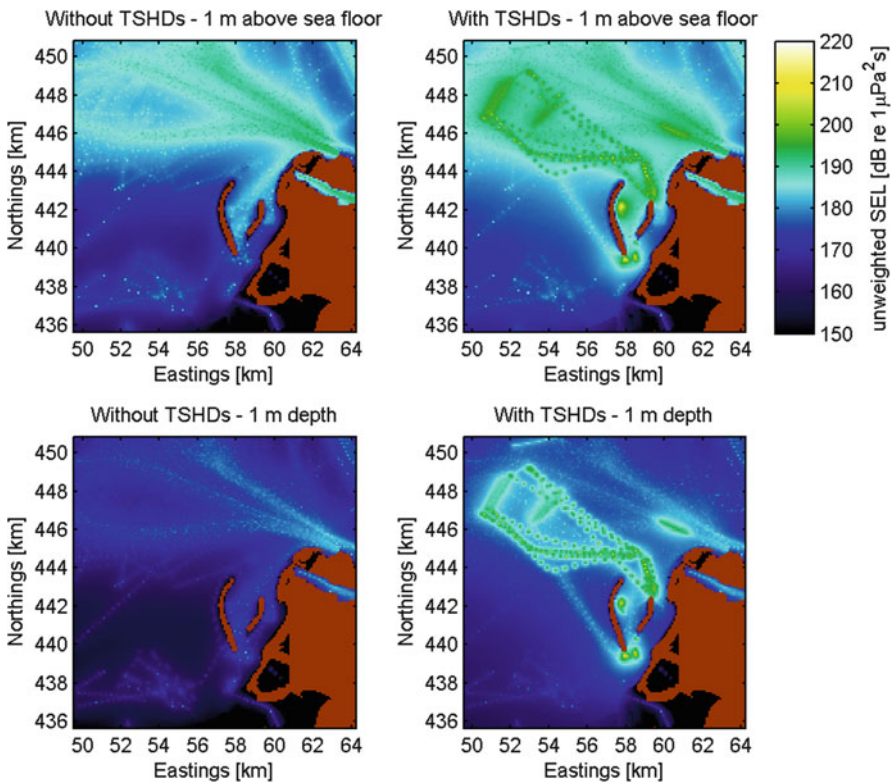 Without TSHDs - 1 m above sea floor
With TSHDs - 1 m above sea floor
450
448
446
444
442
440
438
436
Northings [km]
50 52 54 56 58 60 62 64
Eastings [km]
450
448
446
444
442
440
438
436
Northings [km]
50 52 54 56 58 60 62 64
Eastings [km]
220
210
200
190
180
170
160
150
unweighted SEL [dB re 1µPa²s]
Without TSHDs - 1 m depth
With TSHDs - 1 m depth
450
448
446
444
442
440
438
436
Northings [km]
50 52 54 56 58 60 62 64
Eastings [km]
450
448
446
444
442
440
438
436
Northings [km]
50 52 54 56 58 60 62 64
Eastings [km]